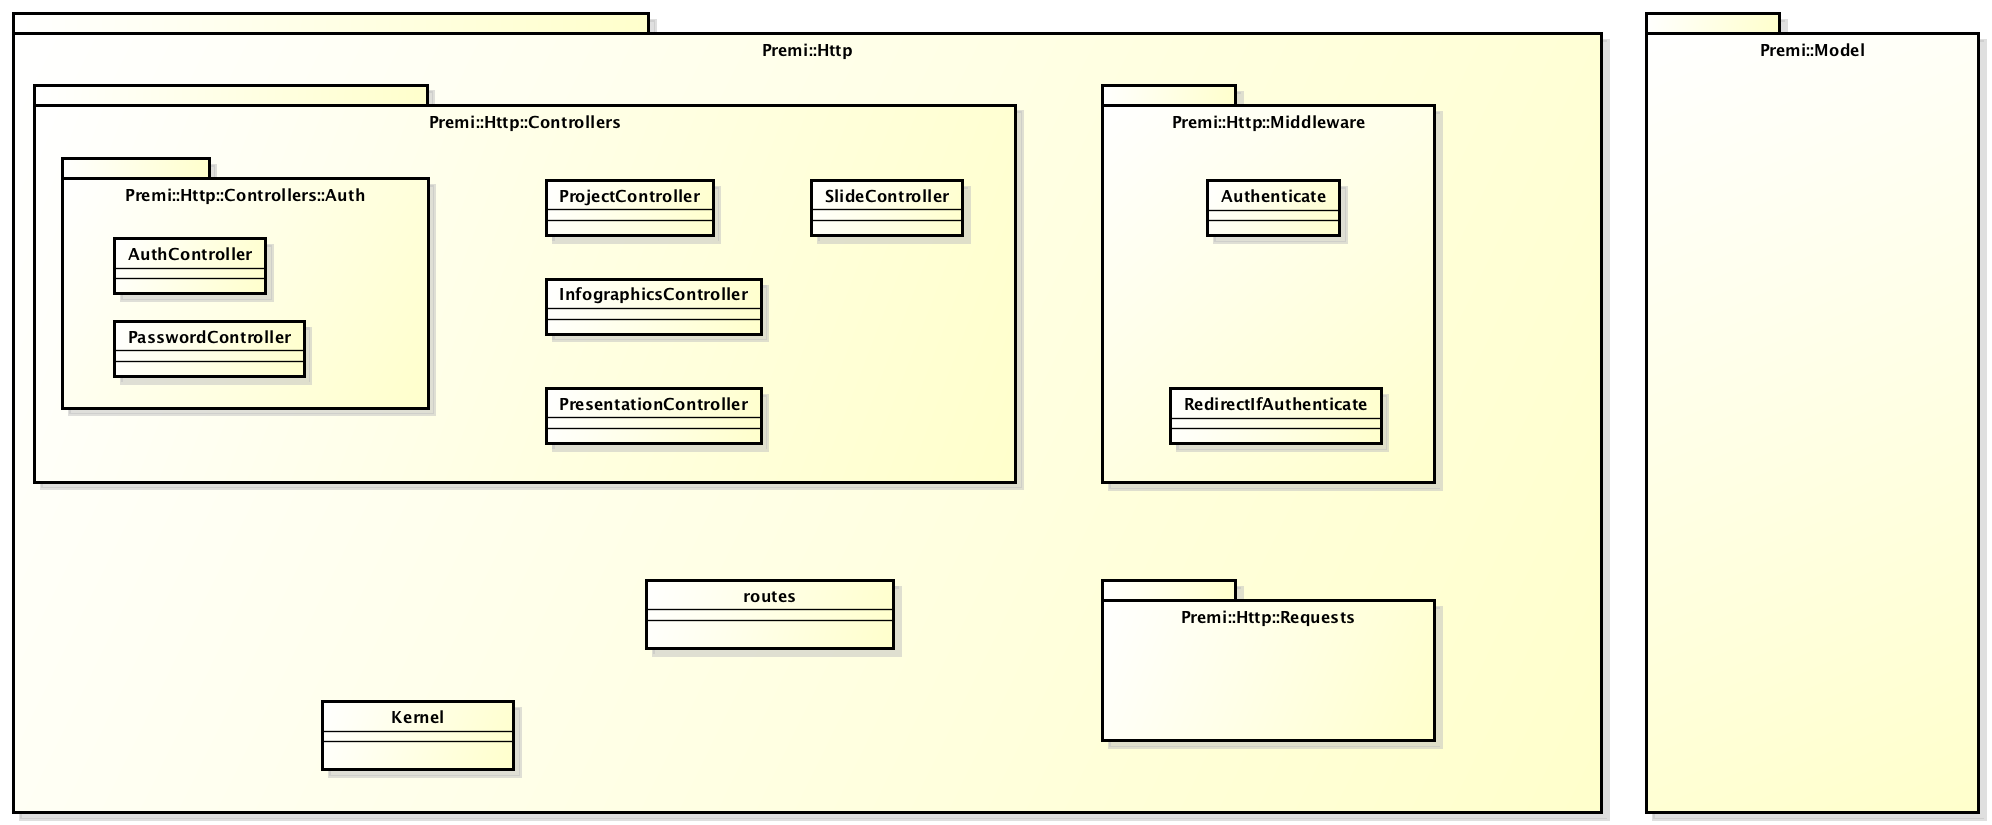 Premi::Http
Premi::Model
Premi::Http::Controllers
Premi::Http::Middleware
Premi::Http::Controllers::Auth
ProjectController
SlideController
Authenticate
AuthController
InfographicsController
PasswordController
PresentationController
RedirectIfAuthenticate
routes
Premi::Http::Requests
Kernel